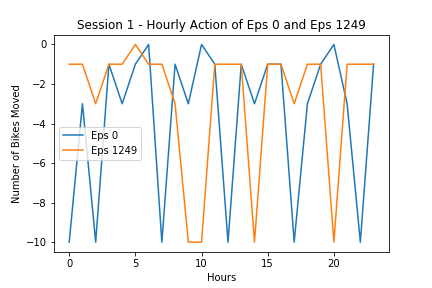 Session 1 - Hourly Action of Eps 0 and Eps 1249
Number of Bikes Moved
0
−2
−4
−6
−8
−10
Eps 0
Eps 1249
0 5 10 15 20
Hours